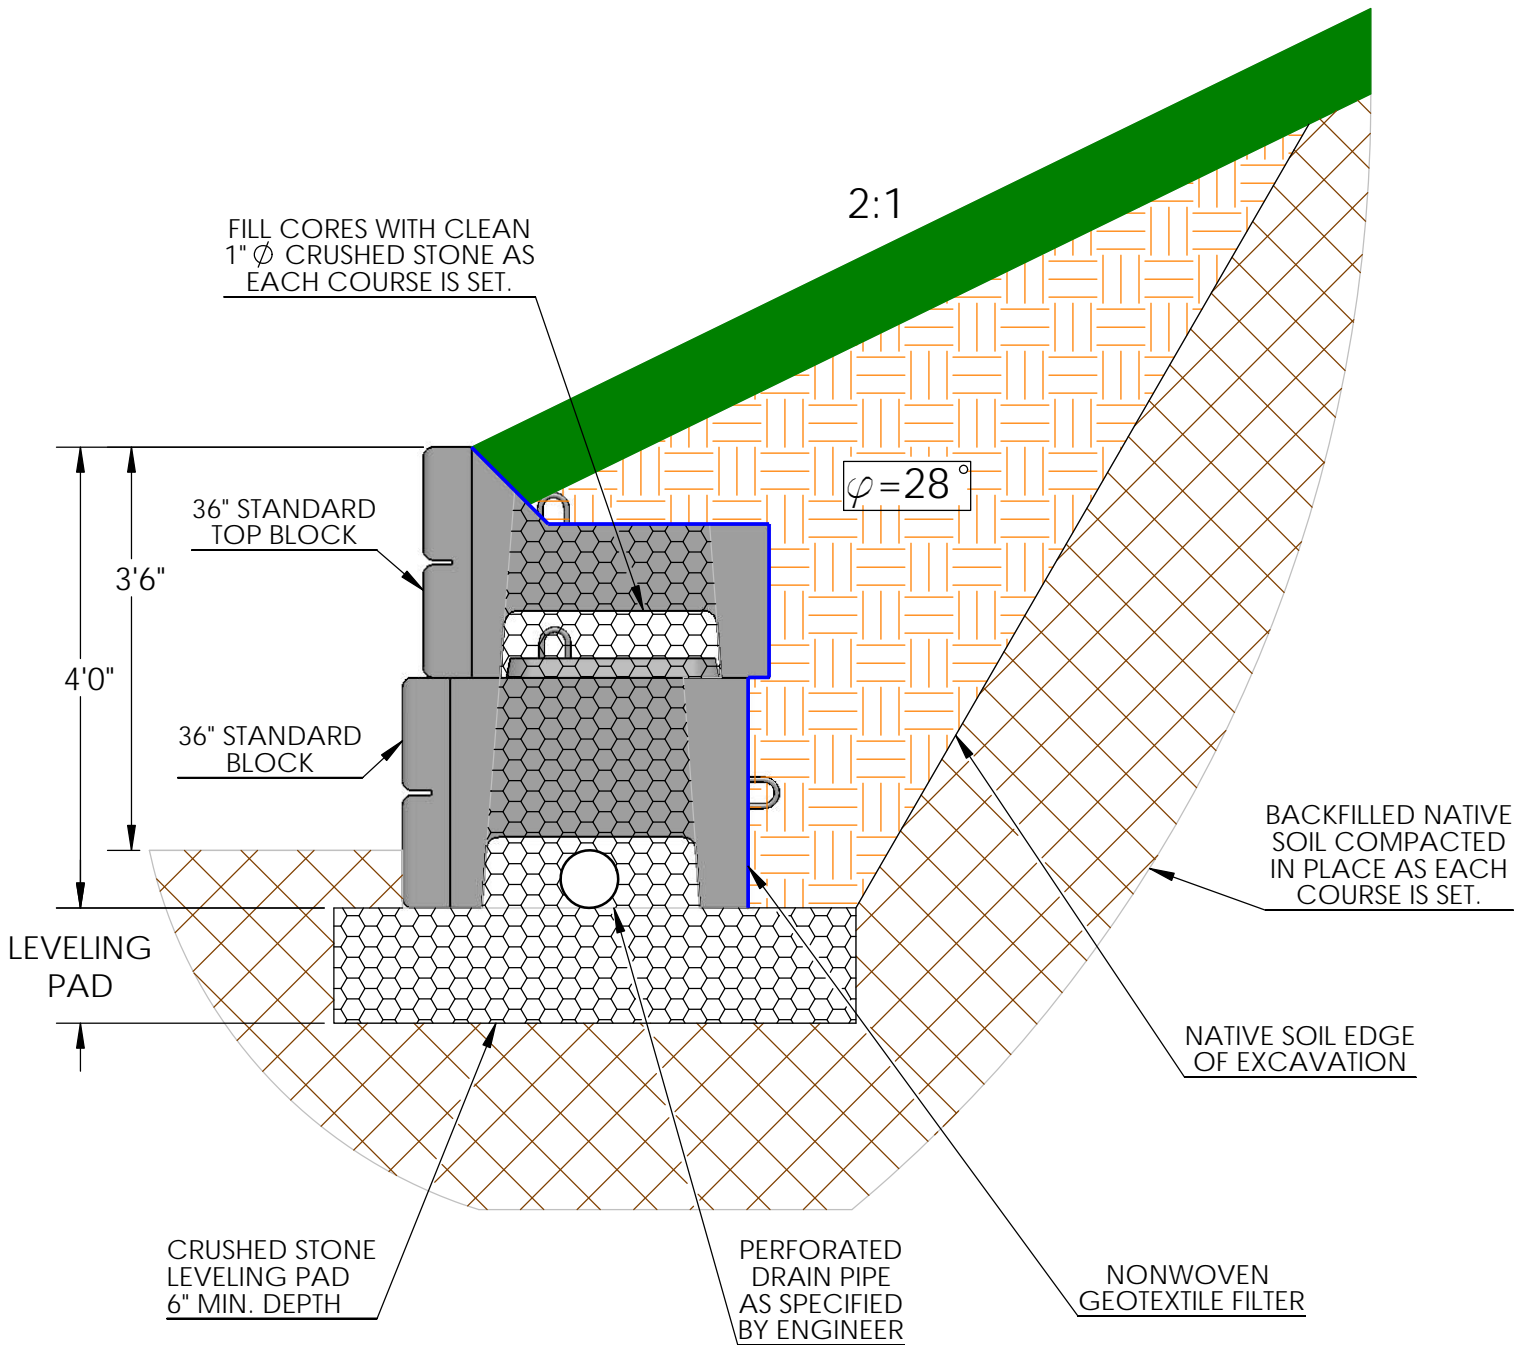 2:1
FILL CORES WITH CLEAN
1" Ø CRUSHED STONE AS
EACH COURSE IS SET.
φ=28°
36" STANDARD
TOP BLOCK
3'6"
4'0"
36" STANDARD
BLOCK
BACKFILLED NATIVE
SOIL COMPACTED
IN PLACE AS EACH
COURSE IS SET.
LEVELING
PAD
NATIVE SOIL EDGE
OF EXCAVATION
CRUSHED STONE
LEVELING PAD
6" MIN. DEPTH
PERFORATED
DRAIN PIPE
AS SPECIFIED
BY ENGINEER
NONWOVEN
GEOTEXTILE FILTER